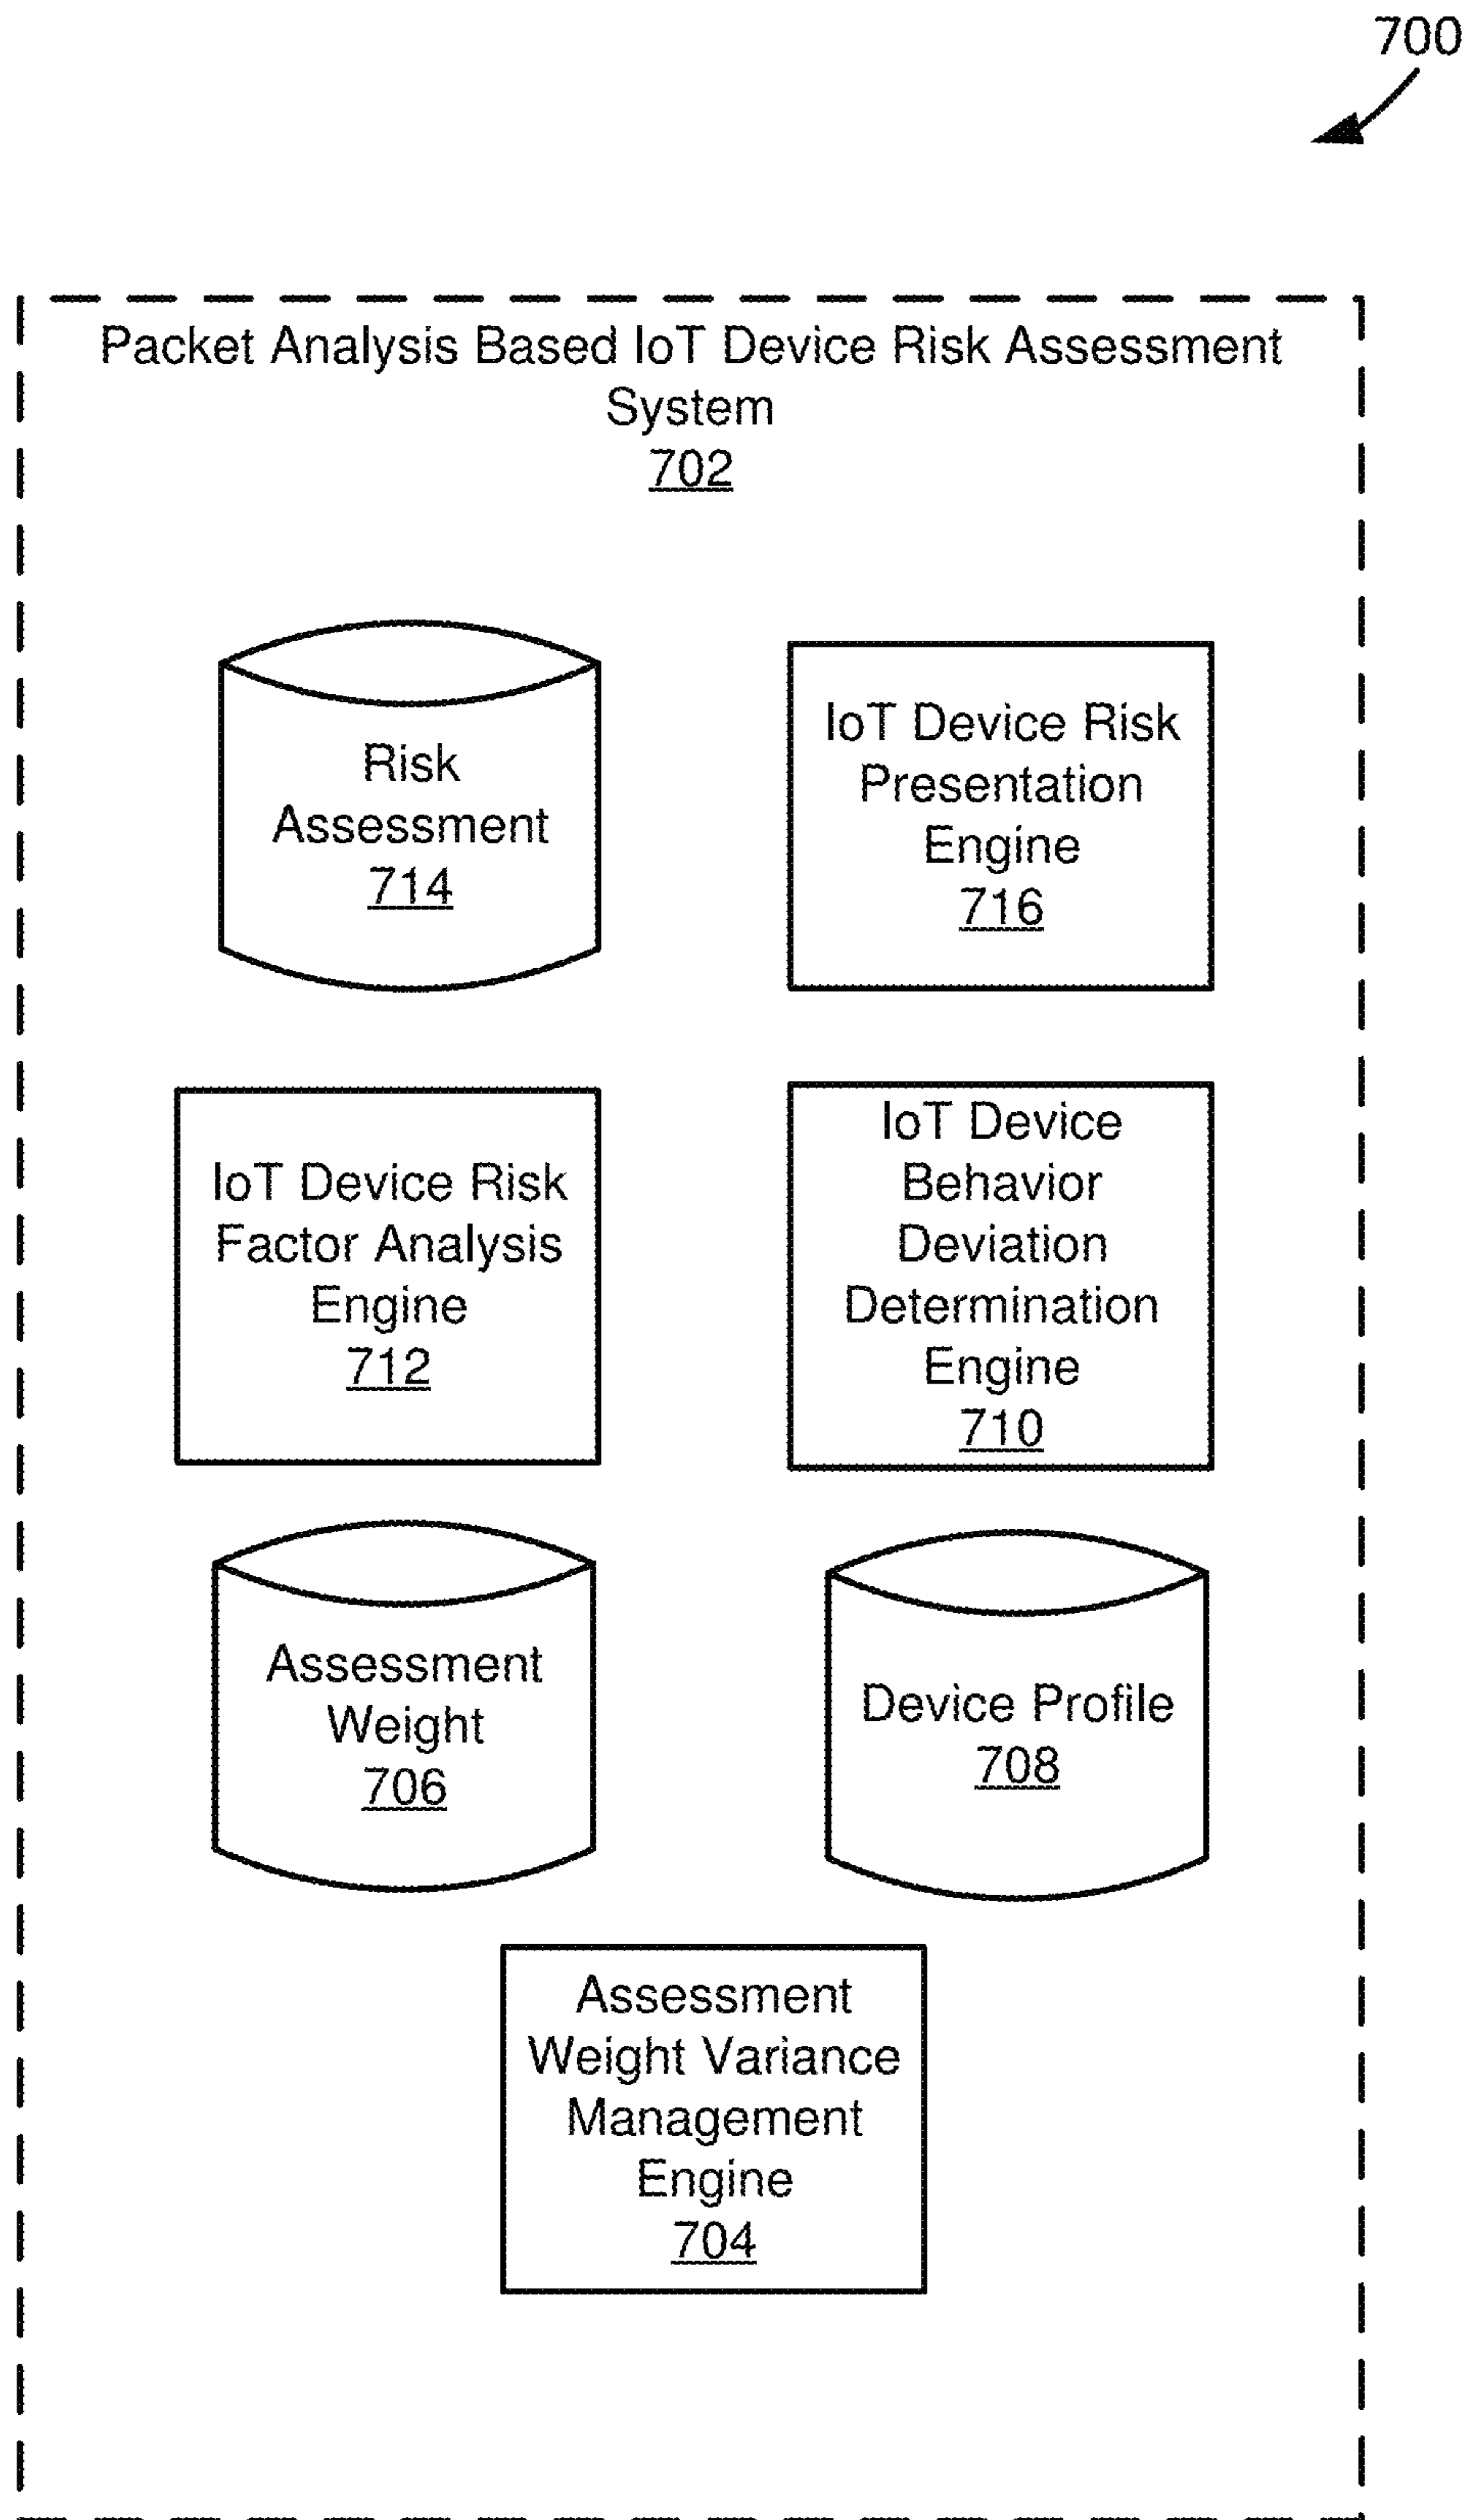 700
Packet Analysis Based IoT Device Risk Assessment
System
702
Risk
Assessment
714
IoT Device Risk
Presentation
Engine
716
IoT Device Risk
Factor Analysis
Engine
712
IoT Device
Behavior
Deviation
Determination
Engine
710
Assessment
Weight
706
Device Profile
708
Assessment
Weight Variance
Management
Engine
704